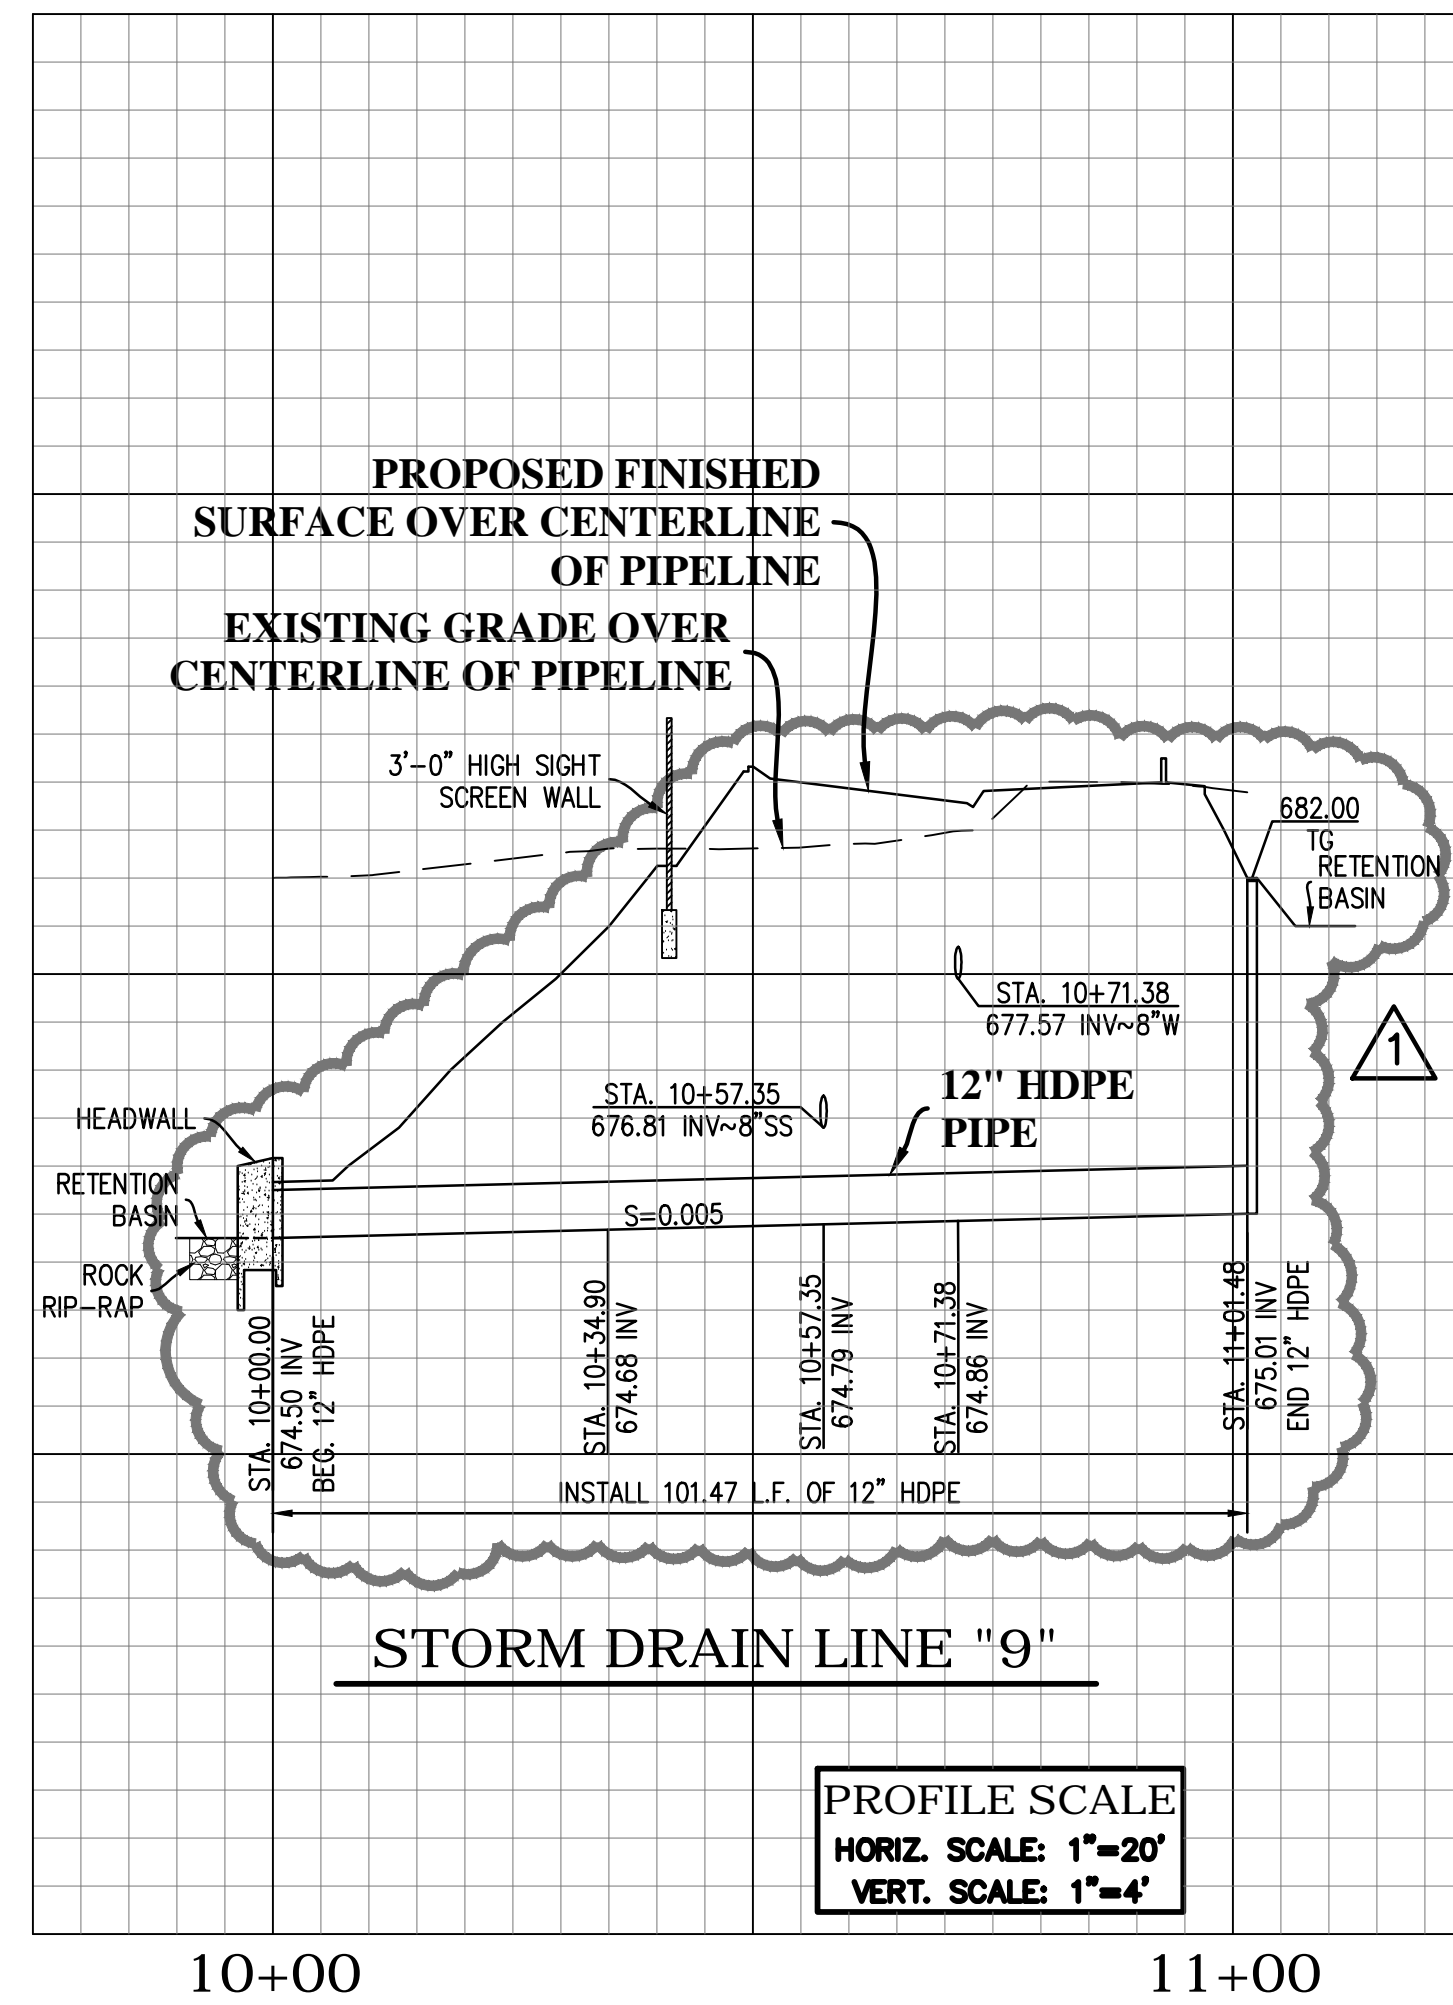 PROPOSED FINISHED
SURFACE OVER CENTERLINE
OF PIPELINE
EXISTING GRADE OVER
CENTERLINE OF PIPELINE
3'-0" HIGH SIGHT
SCREEN WALL
682.00
TG
RETENTION
BASIN
STA. 10+71.38
677.57 INV~8"W
1
STA. 10+57.35
676.81 INV~8"SS
12" HDPE
PIPE
HEADWALL
RETENTION
BASIN
ROCK
RIP-RAP
S=0.005
STA. 10+00.00
674.50 INV
BEG. 12" HDPE
STA. 10+34.90
674.68 INV
STA. 10+57.35
674.79 INV
STA. 10+71.38
674.86 INV
STA. 11+01.48
675.01 INV
END 12" HDPE
INSTALL 101.47 L.F. OF 12" HDPE
STORM DRAIN LINE "9"
PROFILE SCALE
HORIZ. SCALE: 1"=20'
VERT. SCALE: 1"=4'
10+00
11+00